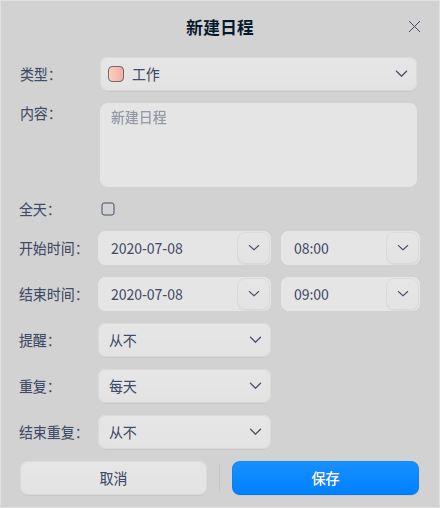 新建日程
类型： 工作
内容： 新建日程
全天：
开始时间： 2020-07-08 08:00
结束时间： 2020-07-08 09:00
提醒： 从不
重复： 每天
结束重复： 从不
取消 保存